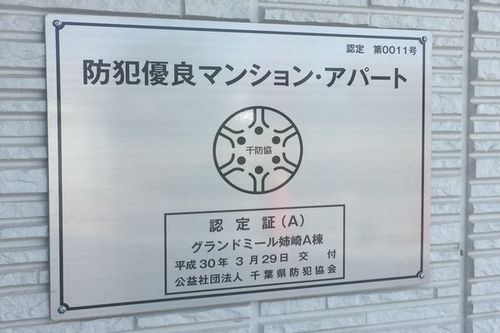 認定 第0011号
防犯優良マンション・アパート
千防協
認定証(A)
グランドミール姉崎A棟
平成30年 3月29日 交付
公益社団法人 千葉県防犯協会